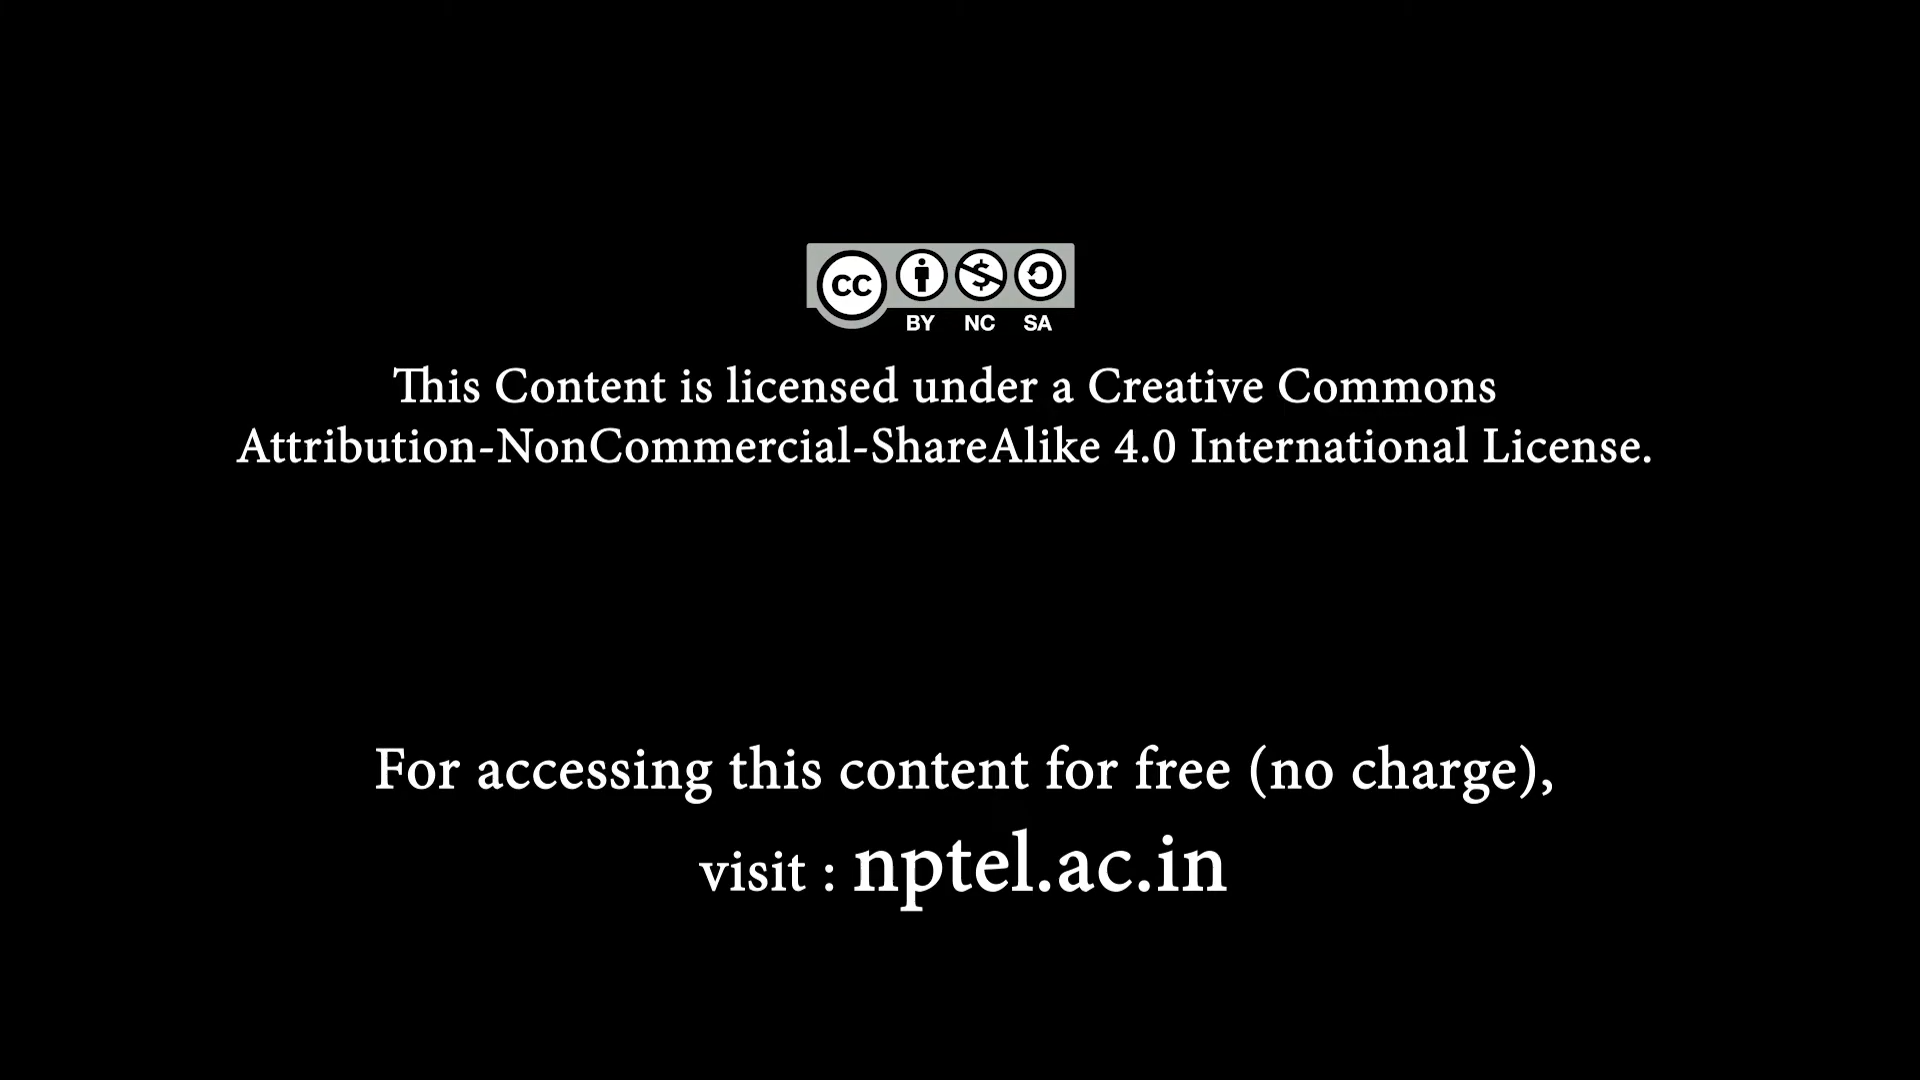 cc
BY NC SA
This Content is licensed under a Creative Commons
Attribution-NonCommercial-ShareAlike 4.0 International License.
For accessing this content for free (no charge),
visit : nptel.ac.in